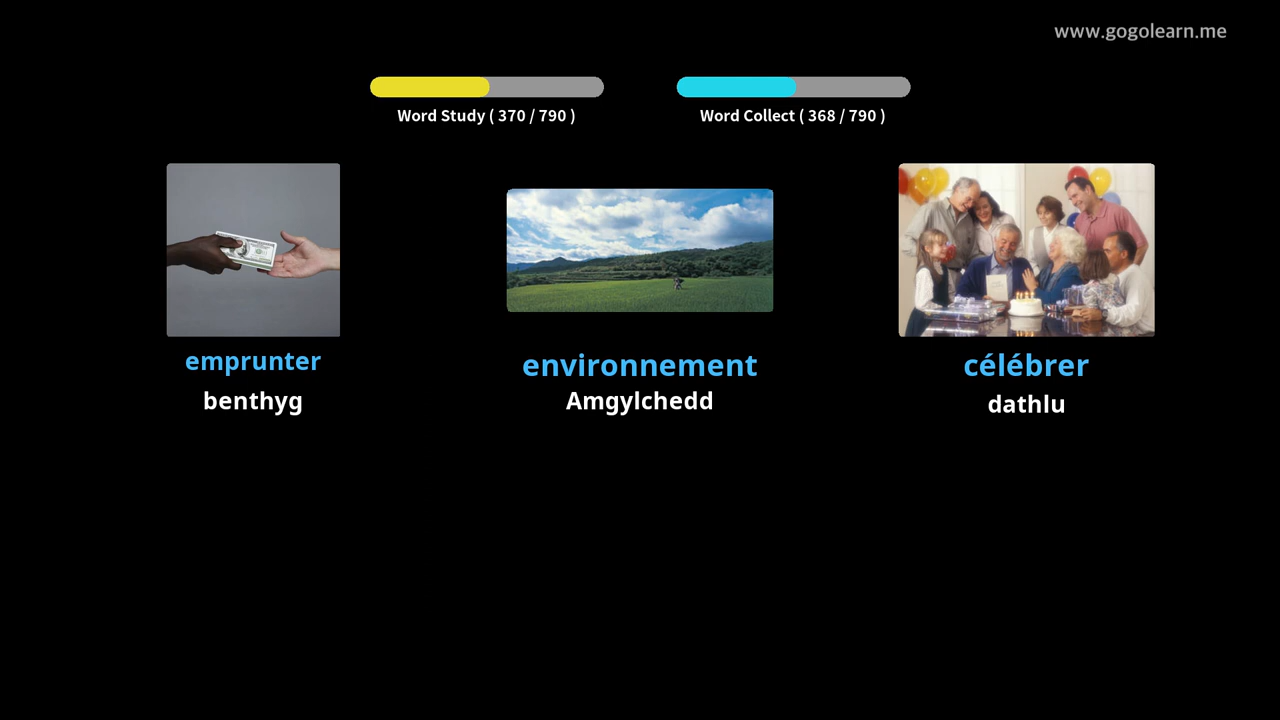 www.gogolearn.me
Word Study ( 370 / 790 )
Word Collect ( 368 / 790 )
emprunter
benthyg
environnement
Amgylchedd
célébrer
dathlu